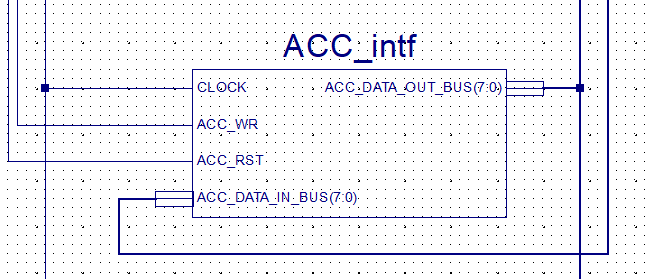 ACC_intf
CLOCK ACC_DATA_OUT_BUS(7:0)
ACC_WR
ACC_RST
ACC_DATA_IN_BUS(7:0)